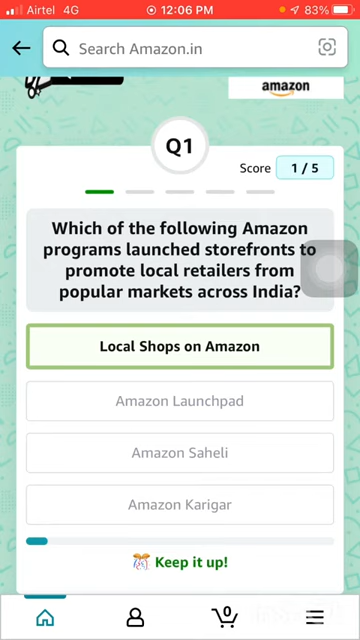 Airtel 4G 12:06 PM 83%
Search Amazon.in
amazon
Q1
Score 1 / 5
Which of the following Amazon
programs launched storefronts to
promote local retailers from
popular markets across India?
Local Shops on Amazon
Amazon Launchpad
Amazon Saheli
Amazon Karigar
Keep it up!
0